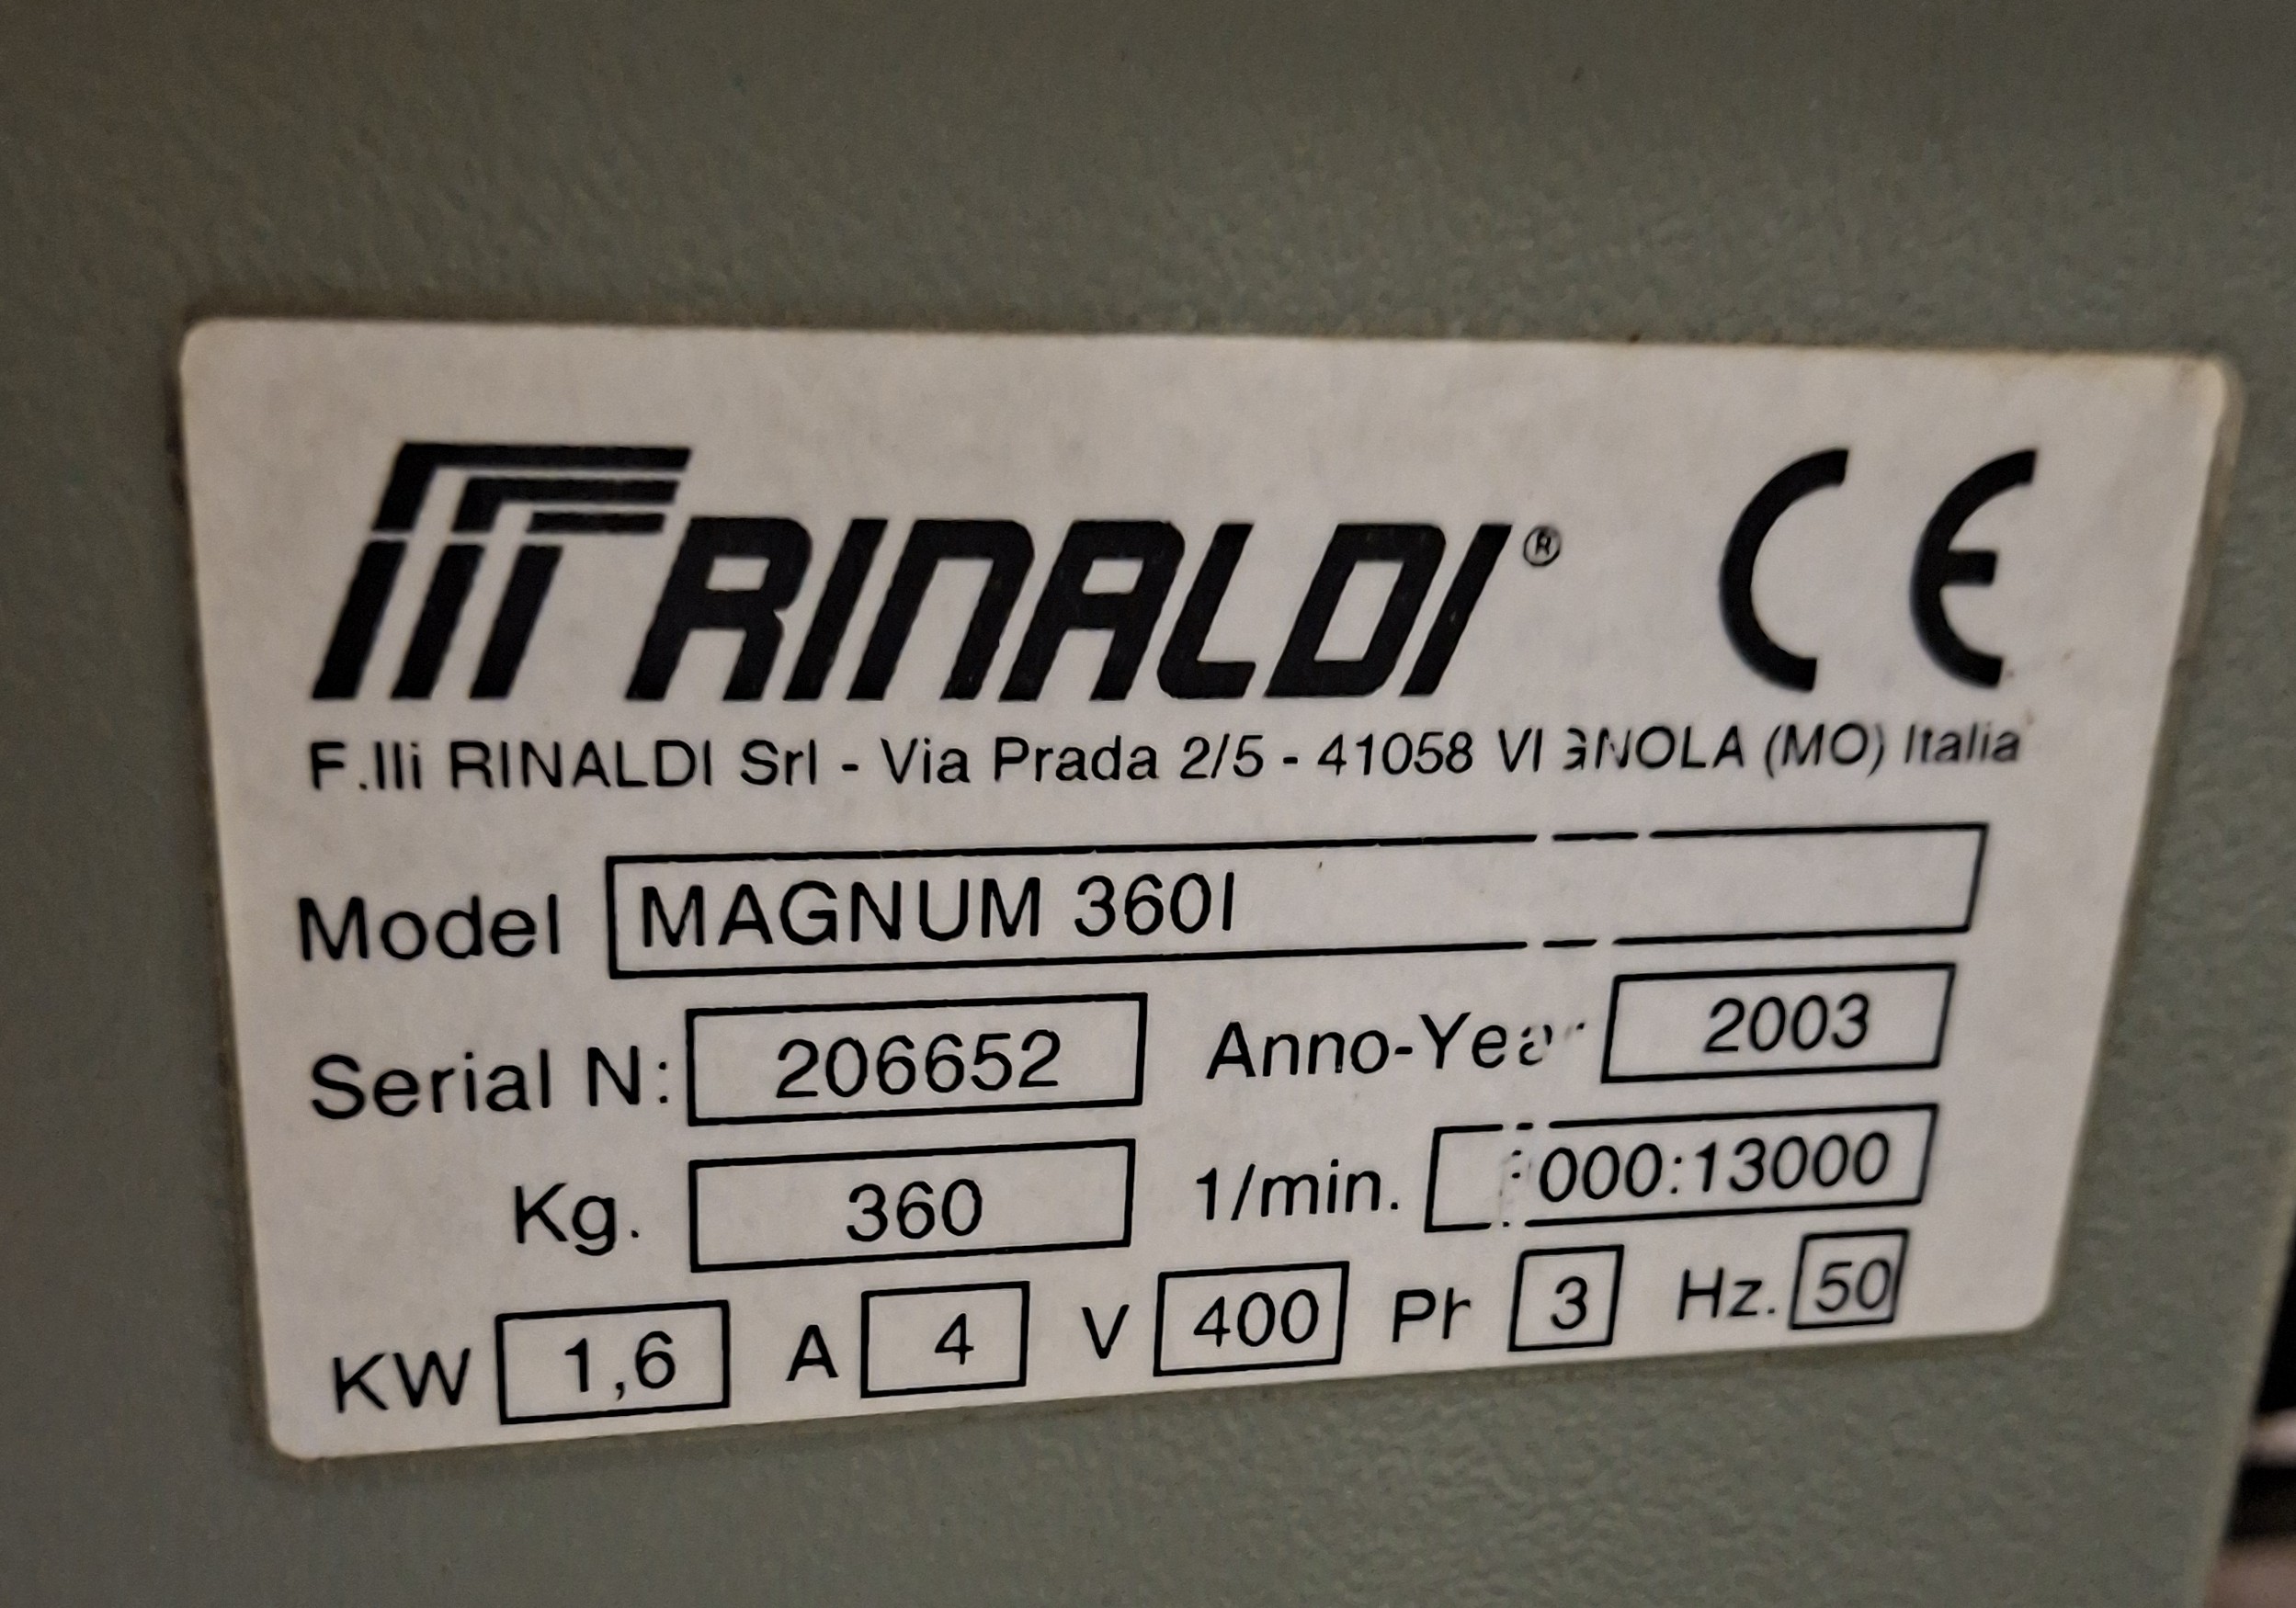 RINALDI® CE
F.lli RINALDI Srl - Via Prada 2/5 - 41058 VIGNOLA (MO) Italia
Model MAGNUM 360I
Serial N: 206652 Anno-Year 2003
Kg. 360 1/min. 000:13000
KW 1,6 A 4 V 400 Pr 3 Hz. 50